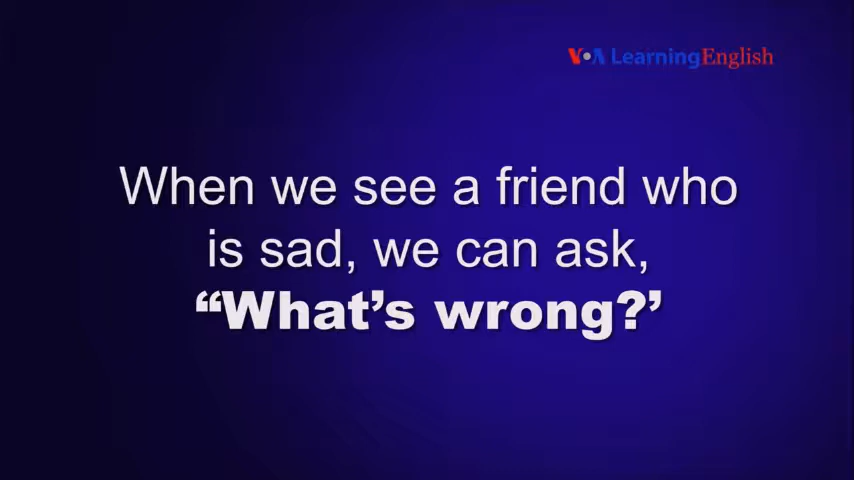 VOA LearningEnglish
When we see a friend who
is sad, we can ask,
“What’s wrong?’